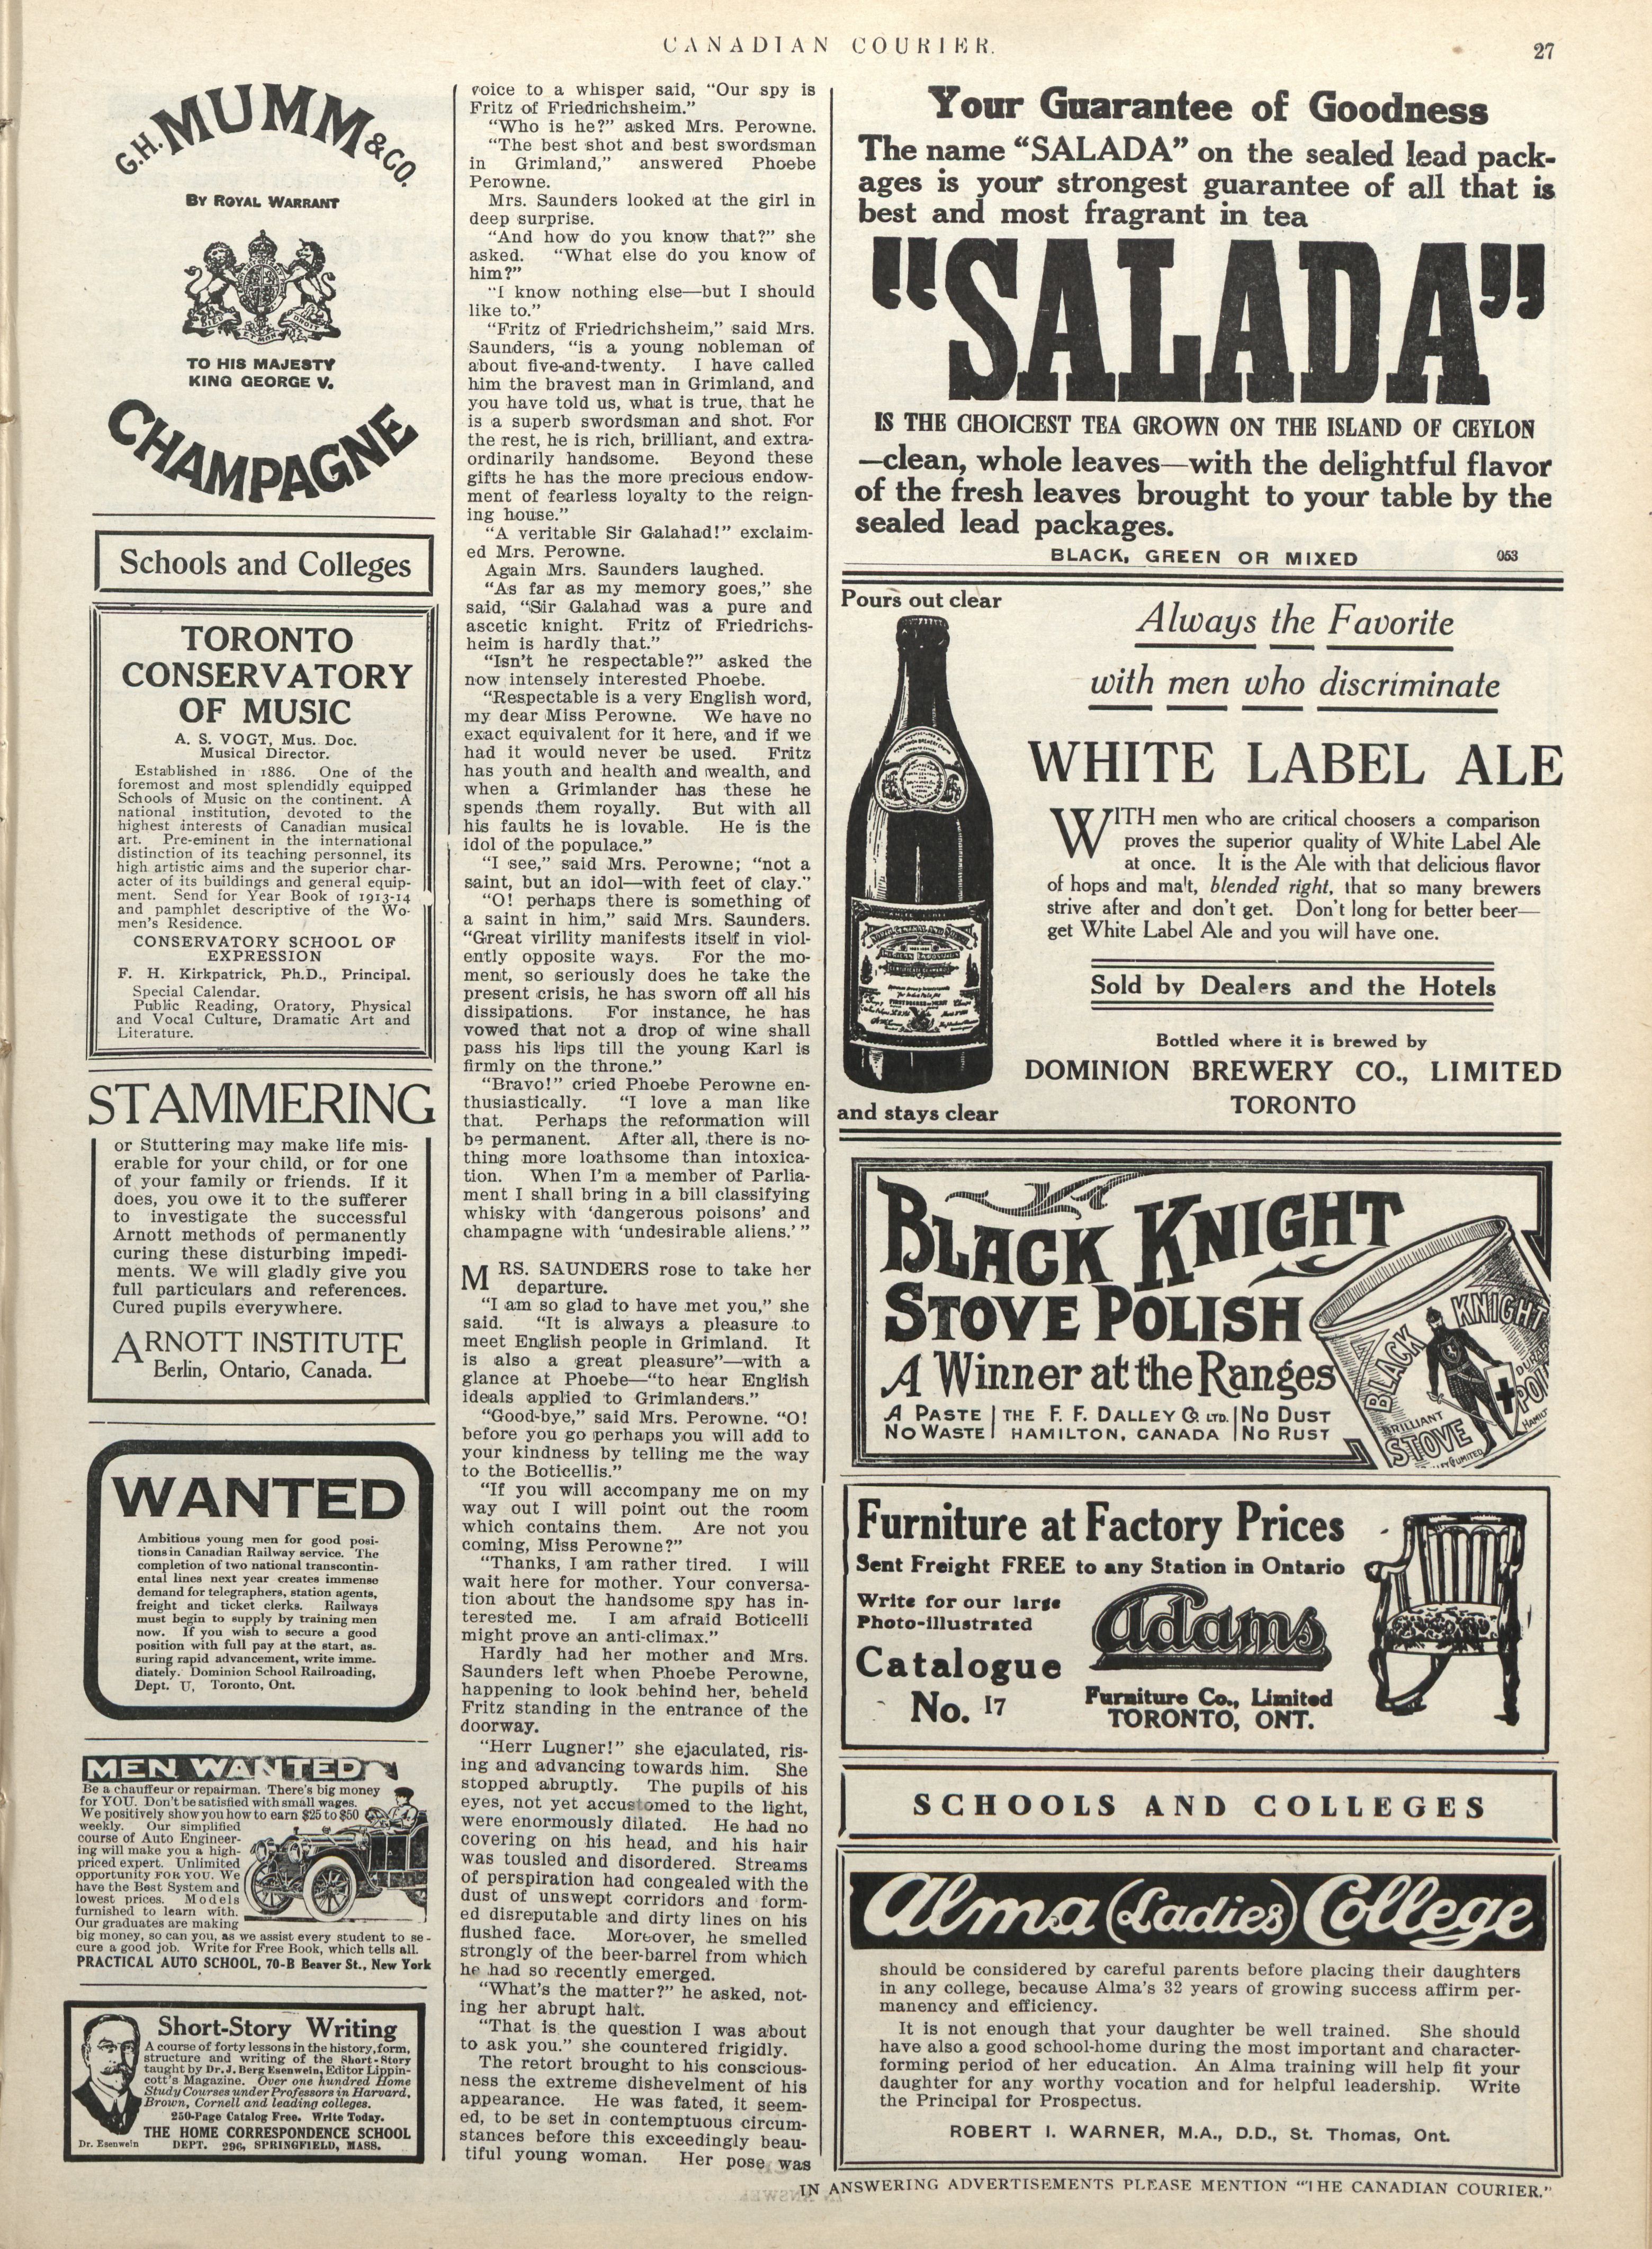 CANADIAN COURIER.
27
G.H. MUMM & CO.
BY ROYAL WARRANT
TO HIS MAJESTY
KING GEORGE V.
CHAMPAGNE
Schools and Colleges
TORONTO
CONSERVATORY
OF MUSIC
A. S. VOGT, Mus. Doc.
Musical Director.
Established in 1886. One of the
foremost and most splendidly equipped
Schools of Music on the continent. A
national institution, devoted to the
highest interests of Canadian musical
art. Pre-eminent in the international
distinction of its teaching personnel, its
high artistic aims and the superior char-
acter of its buildings and general equip-
ment. Send for Year Book of 1913-14
and pamphlet descriptive of the Wo-
men's Residence.
CONSERVATORY SCHOOL OF
EXPRESSION
F. H. Kirkpatrick, Ph.D., Principal.
Special Calendar.
Public Reading, Oratory, Physical
and Vocal Culture, Dramatic Art and
Literature.
STAMMERING
or Stuttering may make life mis-
erable for your child, or for one
of your family or friends. If it
does, you owe it to the sufferer
to investigate the successful
Arnott methods of permanently
curing these disturbing impedi-
ments. We will gladly give you
full particulars and references.
Cured pupils everywhere.
ARNOTT INSTITUTE
Berlin, Ontario, Canada.
WANTED
Ambitious young men for good posi-
tions in Canadian Railway service. The
completion of two national transcontin-
ental lines next year creates immense
demand for telegraphers, station agents,
freight and ticket clerks. Railways
must begin to supply by training men
now. If you wish to secure a good
position with full pay at the start, as-
suring rapid advancement, write imme-
diately. Dominion School Railroading,
Dept. U, Toronto, Ont.
MEN WANTED
Be a chauffeur or repairman. There's big money
for YOU. Don't be satisfied with small wages.
We positively show you how to earn $25 to $50
weekly. Our simplified
course of Auto Engineer-
ing will make you a high-
priced expert. Unlimited
opportunity FOR YOU. We
have the Best System and
lowest prices. Models
furnished to learn with.
Our graduates are making
big money, so can you, as we assist every student to se-
cure a good job. Write for Free Book, which tells all.
PRACTICAL AUTO SCHOOL, 70-B Beaver St., New York
Short-Story Writing
A course of forty lessons in the history, form,
structure and writing of the Short-Story
taught by Dr. J. Berg Esenwein, Editor Lippin-
cott's Magazine. Over one hundred Home
Study Courses under Professors in Harvard,
Brown, Cornell and leading colleges.
250-Page Catalog Free. Write Today.
THE HOME CORRESPONDENCE SCHOOL
DEPT. 296, SPRINGFIELD, MASS.
Dr. Esenwein
voice to a whisper said, "Our spy is
Fritz of Friedrichsheim."
"Who is he?" asked Mrs. Perowne.
"The best shot and best swordsman
in Grimland," answered Phoebe
Perowne.
Mrs. Saunders looked at the girl in
deep surprise.
"And how do you know that?" she
asked. "What else do you know of
him?"
"I know nothing else—but I should
like to."
"Fritz of Friedrichsheim," said Mrs.
Saunders, "is a young nobleman of
about five-and-twenty. I have called
him the bravest man in Grimland, and
you have told us, what is true, that he
is a superb swordsman and shot. For
the rest, he is rich, brilliant, and extra-
ordinarily handsome. Beyond these
gifts he has the more precious endow-
ment of fearless loyalty to the reign-
ing house."
"A veritable Sir Galahad!" exclaim-
ed Mrs. Perowne.
Again Mrs. Saunders laughed.
"As far as my memory goes," she
said, "Sir Galahad was a pure and
ascetic knight. Fritz of Friedrichs-
heim is hardly that."
"Isn't he respectable?" asked the
now intensely interested Phoebe.
"Respectable is a very English word,
my dear Miss Perowne. We have no
exact equivalent for it here, and if we
had it would never be used. Fritz
has youth and health and wealth, and
when a Grimlander has these he
spends them royally. But with all
his faults he is lovable. He is the
idol of the populace."
"I see," said Mrs. Perowne; "not a
saint, but an idol—with feet of clay."
"O! perhaps there is something of
a saint in him," said Mrs. Saunders.
"Great virility manifests itself in viol-
ently opposite ways. For the mo-
ment, so seriously does he take the
present crisis, he has sworn off all his
dissipations. For instance, he has
vowed that not a drop of wine shall
pass his lips till the young Karl is
firmly on the throne."
"Bravo!" cried Phoebe Perowne en-
thusiastically. "I love a man like
that. Perhaps the reformation will
be permanent. After all, there is no-
thing more loathsome than intoxica-
tion. When I'm a member of Parlia-
ment I shall bring in a bill classifying
whisky with 'dangerous poisons' and
champagne with 'undesirable aliens.'"
MRS. SAUNDERS rose to take her
departure.
"I am so glad to have met you," she
said. "It is always a pleasure to
meet English people in Grimland. It
is also a great pleasure"—with a
glance at Phoebe—"to hear English
ideals applied to Grimlanders."
"Good-bye," said Mrs. Perowne. "O!
before you go perhaps you will add to
your kindness by telling me the way
to the Boticellis."
"If you will accompany me on my
way out I will point out the room
which contains them. Are not you
coming, Miss Perowne?"
"Thanks, I am rather tired. I will
wait here for mother. Your conversa-
tion about the handsome spy has in-
terested me. I am afraid Boticelli
might prove an anti-climax."
Hardly had her mother and Mrs.
Saunders left when Phoebe Perowne,
happening to look behind her, beheld
Fritz standing in the entrance of the
doorway.
"Herr Lugner!" she ejaculated, ris-
ing and advancing towards him. She
stopped abruptly. The pupils of his
eyes, not yet accustomed to the light,
were enormously dilated. He had no
covering on his head, and his hair
was tousled and disordered. Streams
of perspiration had congealed with the
dust of unswept corridors and form-
ed disreputable and dirty lines on his
flushed face. Moreover, he smelled
strongly of the beer-barrel from which
he had so recently emerged.
"What's the matter?" he asked, not-
ing her abrupt halt.
"That is the question I was about
to ask you." she countered frigidly.
The retort brought to his conscious-
ness the extreme dishevelment of his
appearance. He was fated, it seem-
ed, to be set in contemptuous circum-
stances before this exceedingly beau-
tiful young woman. Her pose was
Your Guarantee of Goodness
The name "SALADA" on the sealed lead pack-
ages is your strongest guarantee of all that is
best and most fragrant in tea
"SALADA"
IS THE CHOICEST TEA GROWN ON THE ISLAND OF CEYLON
—clean, whole leaves—with the delightful flavor
of the fresh leaves brought to your table by the
sealed lead packages.
BLACK, GREEN OR MIXED
053
Pours out clear
and stays clear
Always the Favorite
with men who discriminate
WHITE LABEL ALE
WITH men who are critical choosers a comparison
proves the superior quality of White Label Ale
at once. It is the Ale with that delicious flavor
of hops and ma't, blended right, that so many brewers
strive after and don't get. Don't long for better beer—
get White Label Ale and you will have one.
Sold by Dealers and the Hotels
Bottled where it is brewed by
DOMINION BREWERY CO., LIMITED
TORONTO
BLACK KNIGHT
STOVE POLISH
A Winner at the Ranges
A PASTE THE F. F. DALLEY CO. LTD. NO DUST
NO WASTE HAMILTON, CANADA NO RUST
BLACK KNIGHT
BRILLIANT
STOVE
Furniture at Factory Prices
Sent Freight FREE to any Station in Ontario
Write for our large
Photo-illustrated
Catalogue
No. 17
Adams
Furniture Co., Limited
TORONTO, ONT.
SCHOOLS AND COLLEGES
Alma (Ladies) College
should be considered by careful parents before placing their daughters
in any college, because Alma's 32 years of growing success affirm per-
manency and efficiency.
It is not enough that your daughter be well trained. She should
have also a good school-home during the most important and character-
forming period of her education. An Alma training will help fit your
daughter for any worthy vocation and for helpful leadership. Write
the Principal for Prospectus.
ROBERT I. WARNER, M.A., D.D., St. Thomas, Ont.
IN ANSWERING ADVERTISEMENTS PLEASE MENTION "THE CANADIAN COURIER."